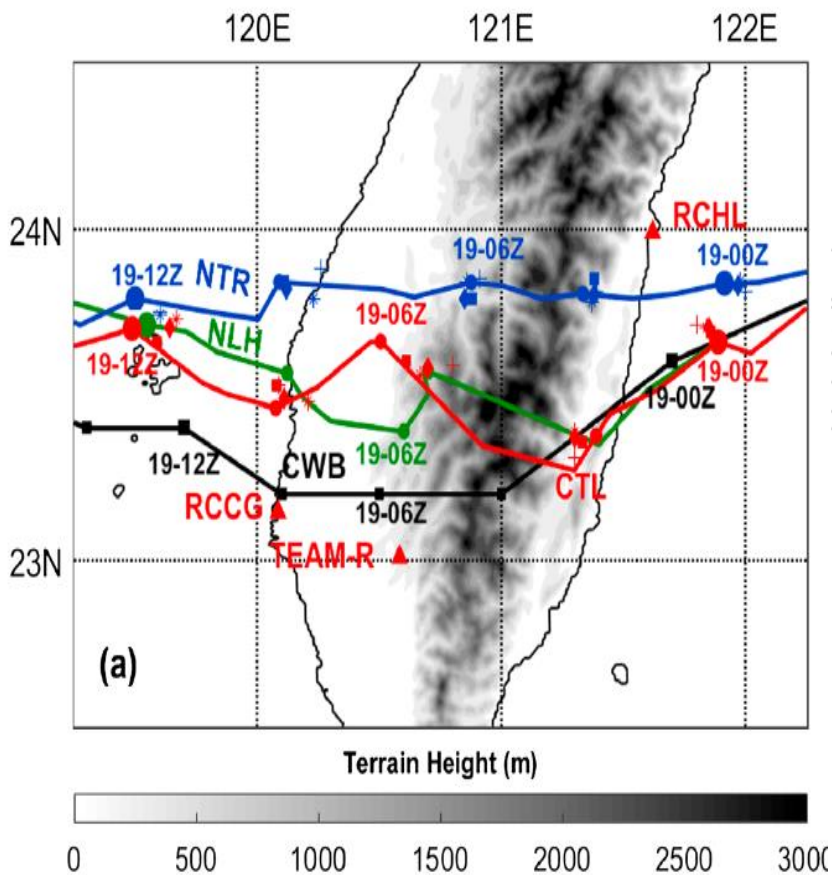 120E 121E 122E
24N
RCHL
19-06Z
19-00Z
19-12Z
NTR
19-06Z
NLH
19-12Z
19-00Z
19-00Z
19-06Z
CWB
19-12Z
CTL
RCCG
19-06Z
TEAM-R
23N
(a)
Terrain Height (m)
0 500 1000 1500 2000 2500 3000